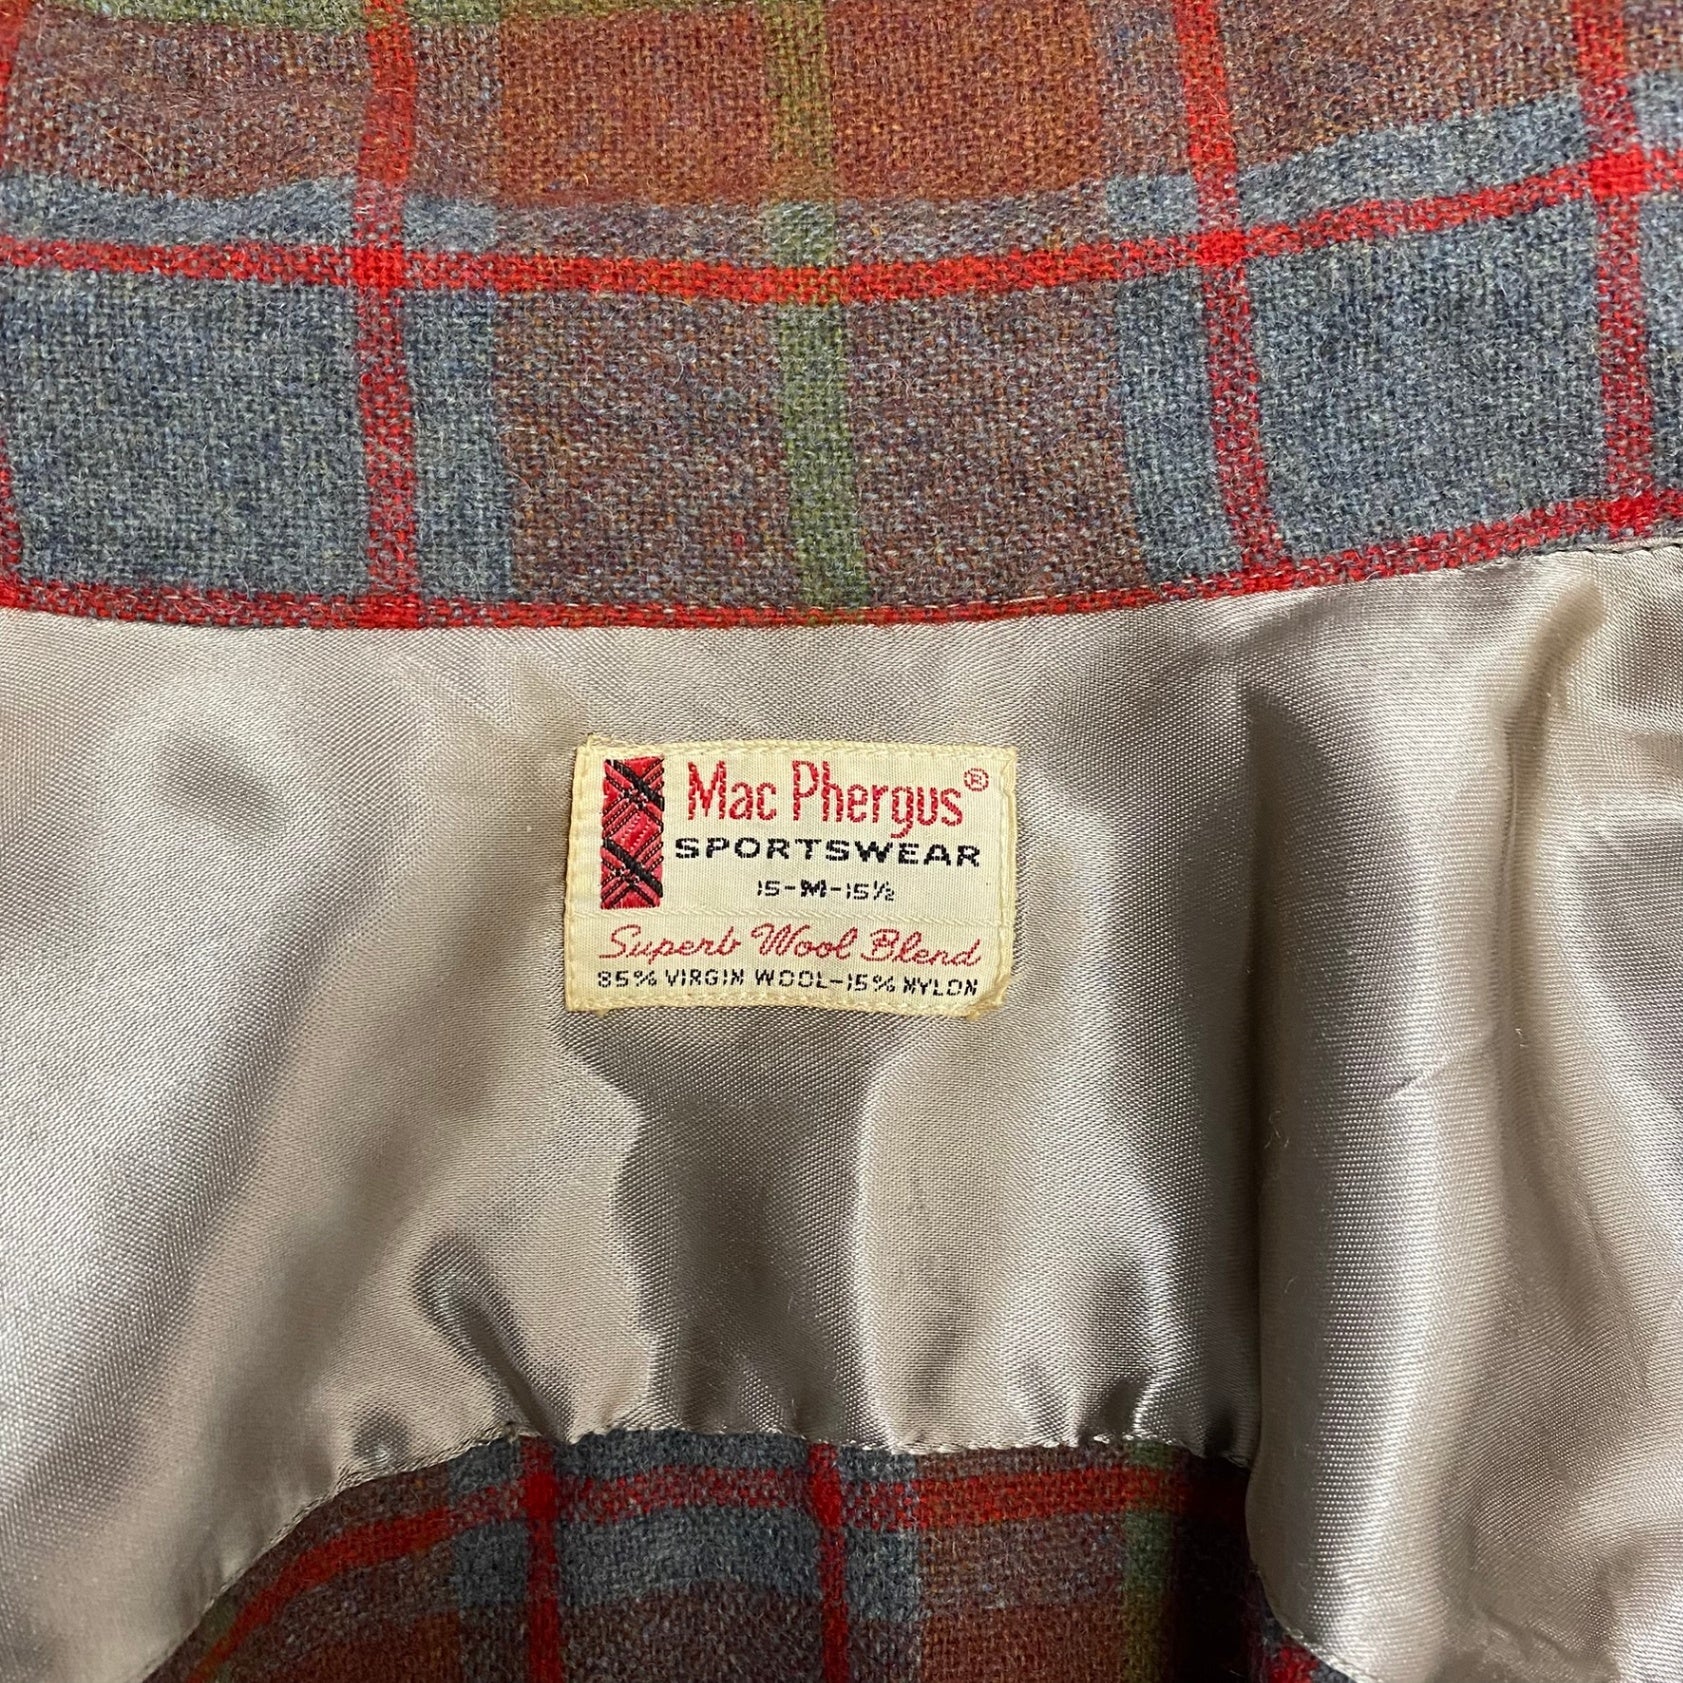 Mac Phergus®
SPORTSWEAR
15-M-15½
Superb Wool Blend
85% VIRGIN WOOL-15% NYLON